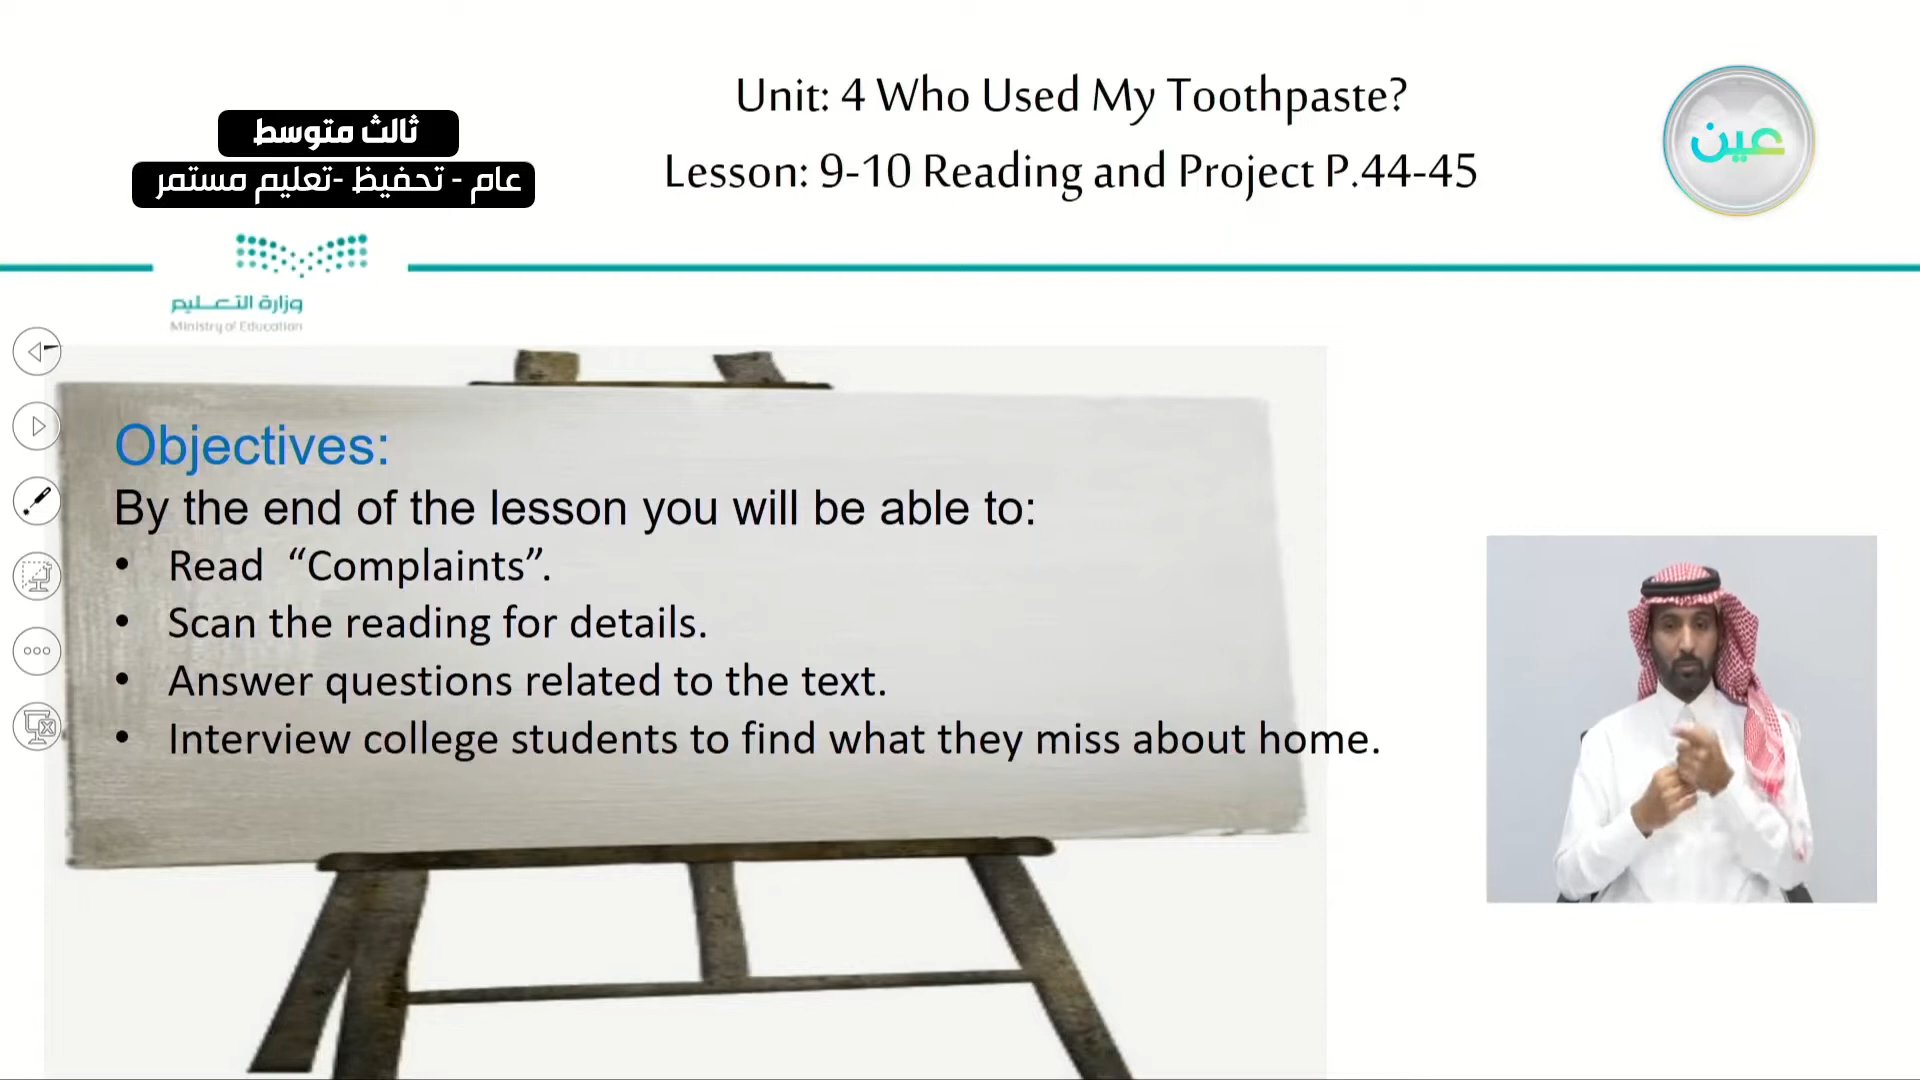 Unit: 4 Who Used My Toothpaste?
Lesson: 9-10 Reading and Project P.44-45
ثالث متوسط
عام - تحفيظ -تعليم مستمر
عين
وزارة التعليم
Ministry of Education
Objectives:
By the end of the lesson you will be able to:
• Read “Complaints”.
• Scan the reading for details.
• Answer questions related to the text.
• Interview college students to find what they miss about home.